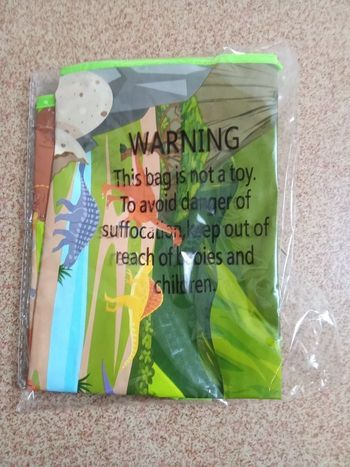 WARNING
This bag is not a toy.
To avoid danger of
suffocation,keep out of
reach of babies and
children.